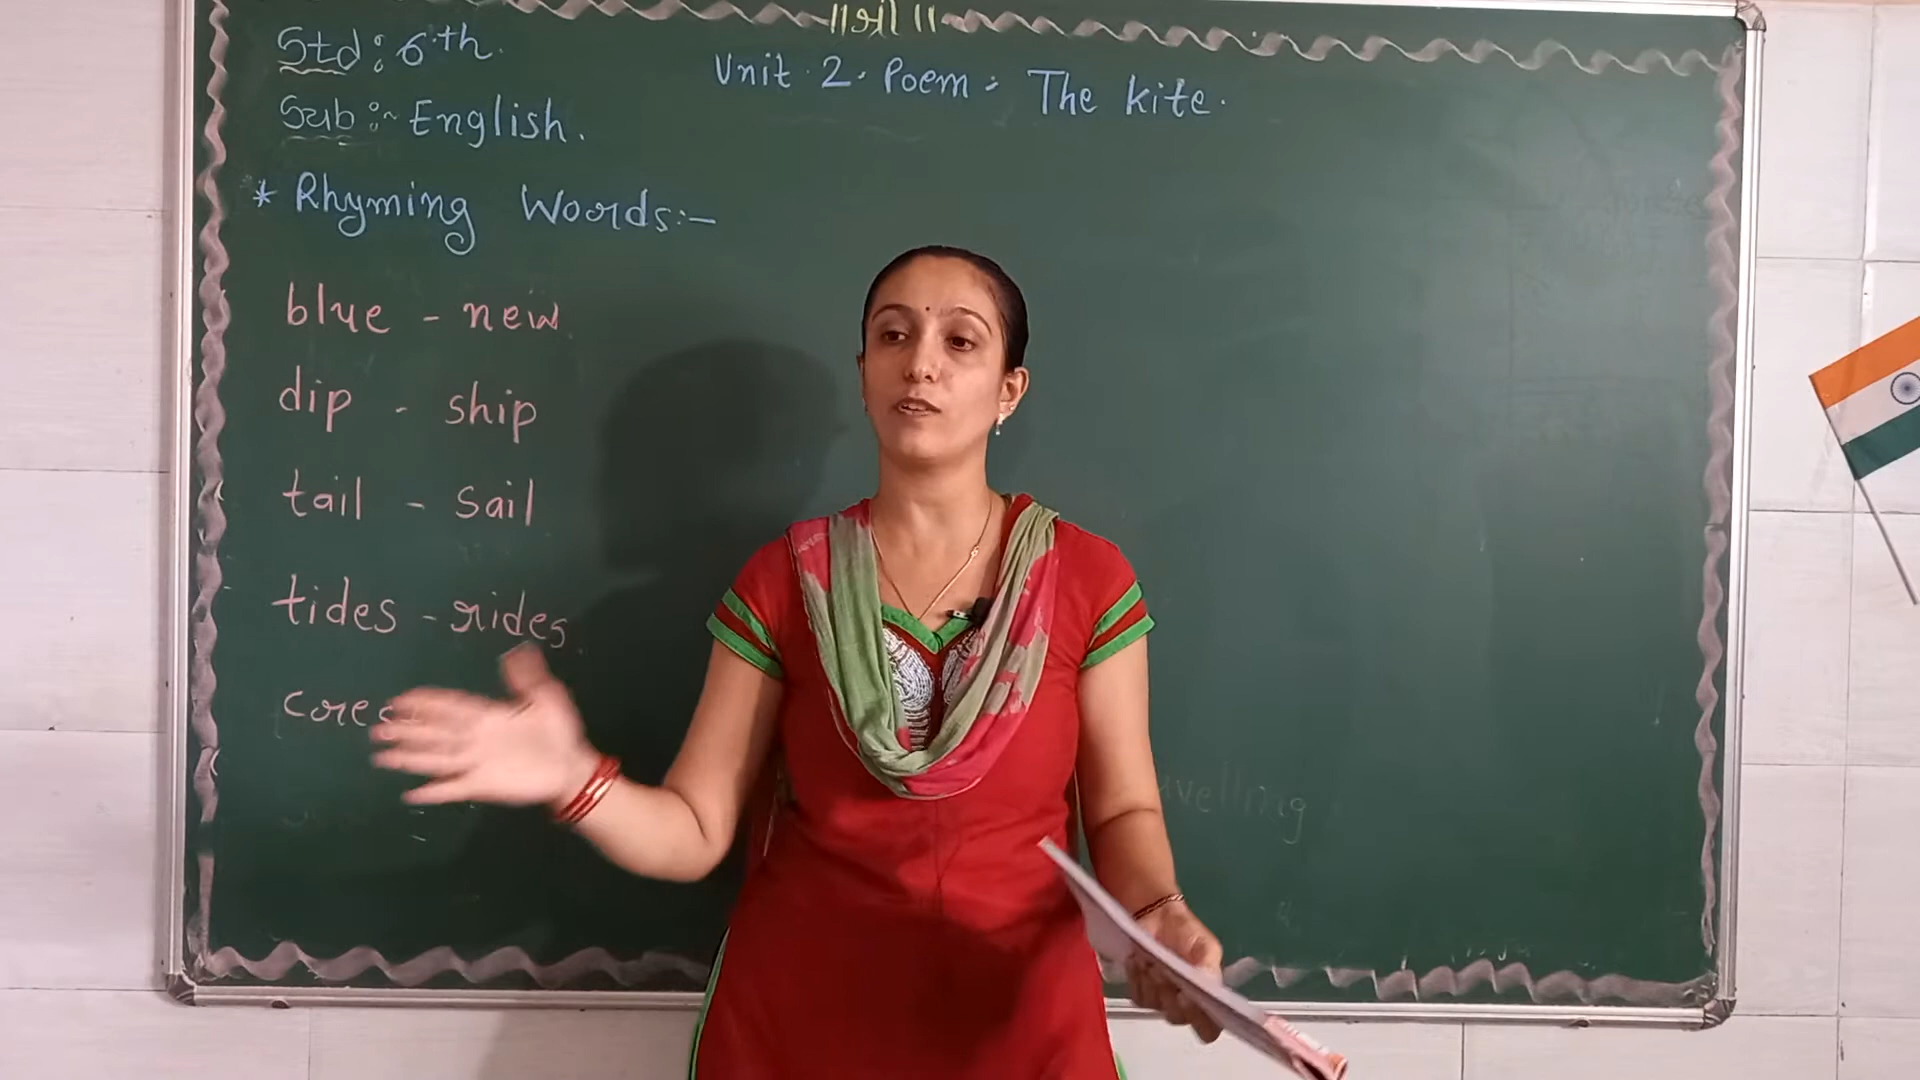 Std : 6th.
Sub :- English.
Unit 2. Poem - The Kite.
* Rhyming Words:-
blue - new
dip - ship
tail - sail
tides - rides.